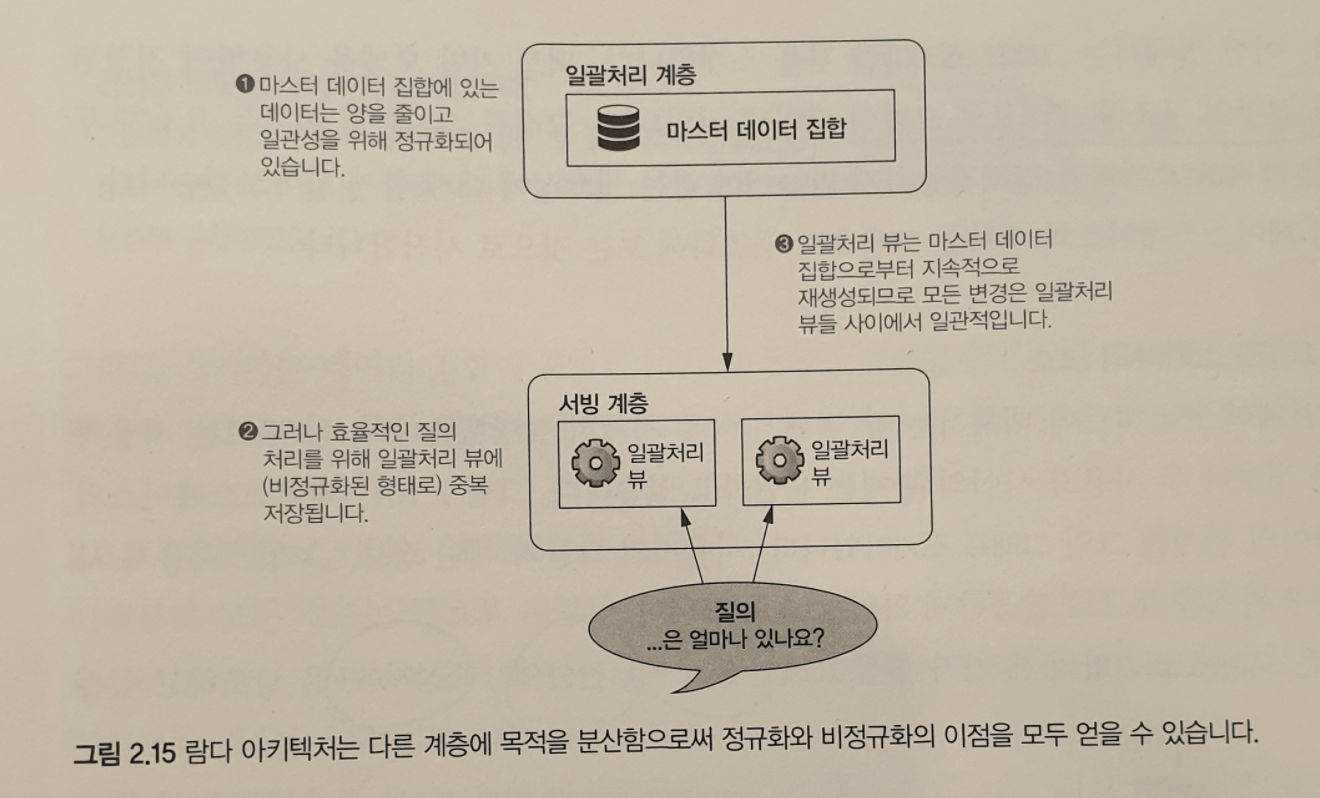 일괄처리 계층
마스터 데이터 집합
❶ 마스터 데이터 집합에 있는
데이터는 양을 줄이고
일관성을 위해 정규화되어
있습니다.
❸ 일괄처리 뷰는 마스터 데이터
집합으로부터 지속적으로
재생성되므로 모든 변경은 일괄처리
뷰들 사이에서 일관적입니다.
서빙 계층
일괄처리
뷰
일괄처리
뷰
❷ 그러나 효율적인 질의
처리를 위해 일괄처리 뷰에
(비정규화된 형태로) 중복
저장됩니다.
질의
...은 얼마나 있나요?
그림 2.15 람다 아키텍처는 다른 계층에 목적을 분산함으로써 정규화와 비정규화의 이점을 모두 얻을 수 있습니다.